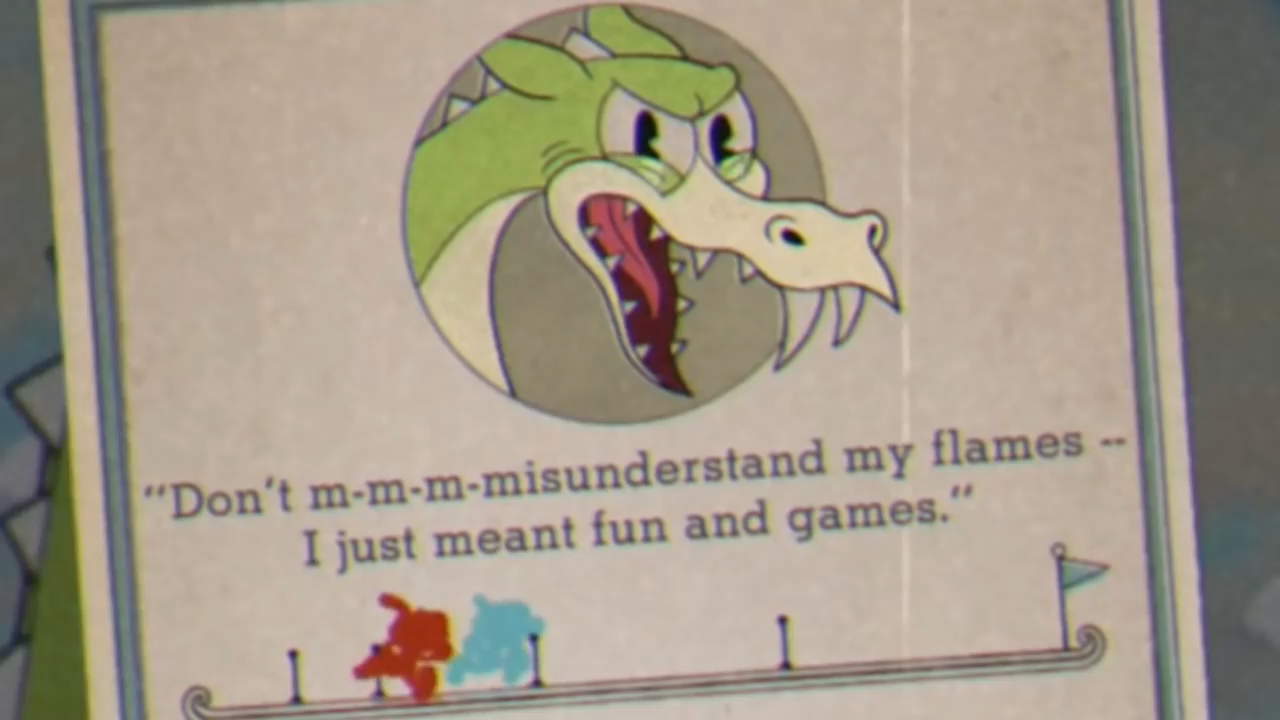 “Don't m-m-m-misunderstand my flames --
I just meant fun and games.”